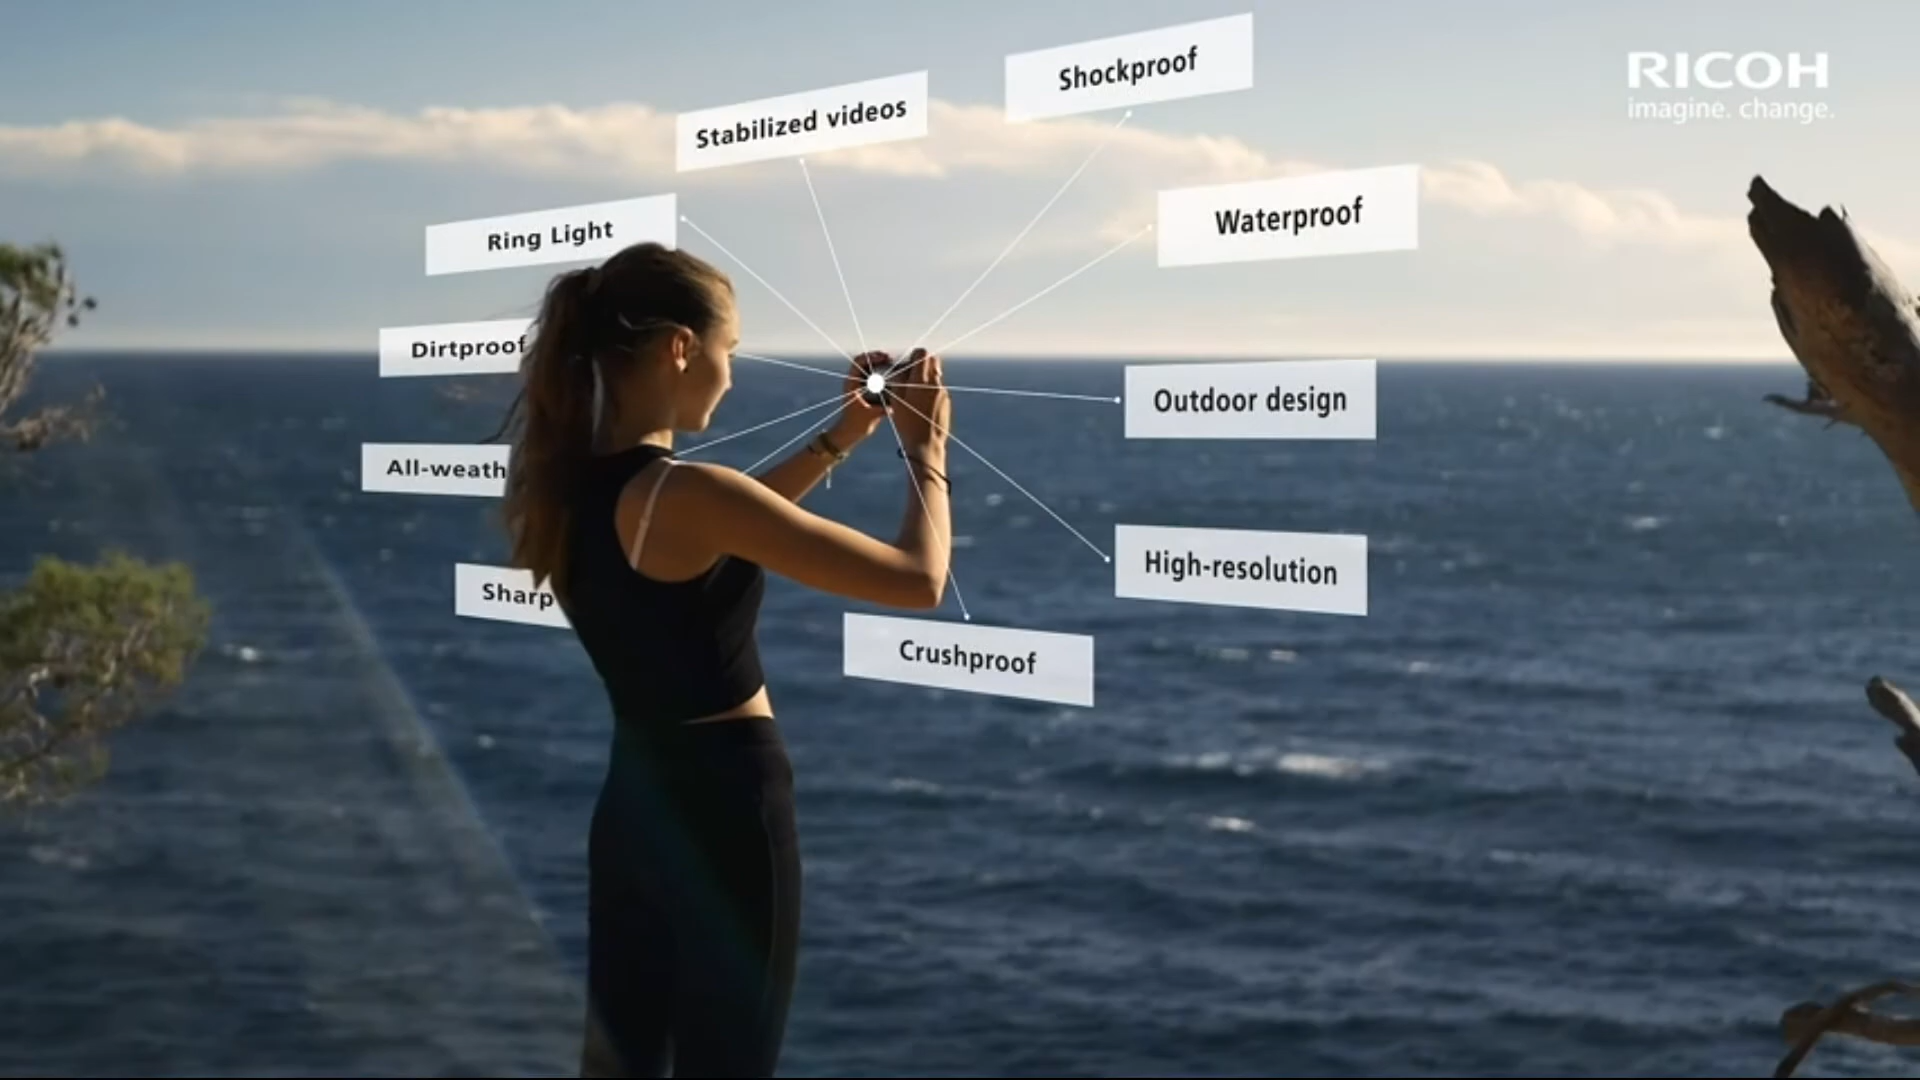 Shockproof
RICOH
imagine. change.
Stabilized videos
Ring Light
Waterproof
Dirtproof
Outdoor design
All-weath
High-resolution
Sharp
Crushproof